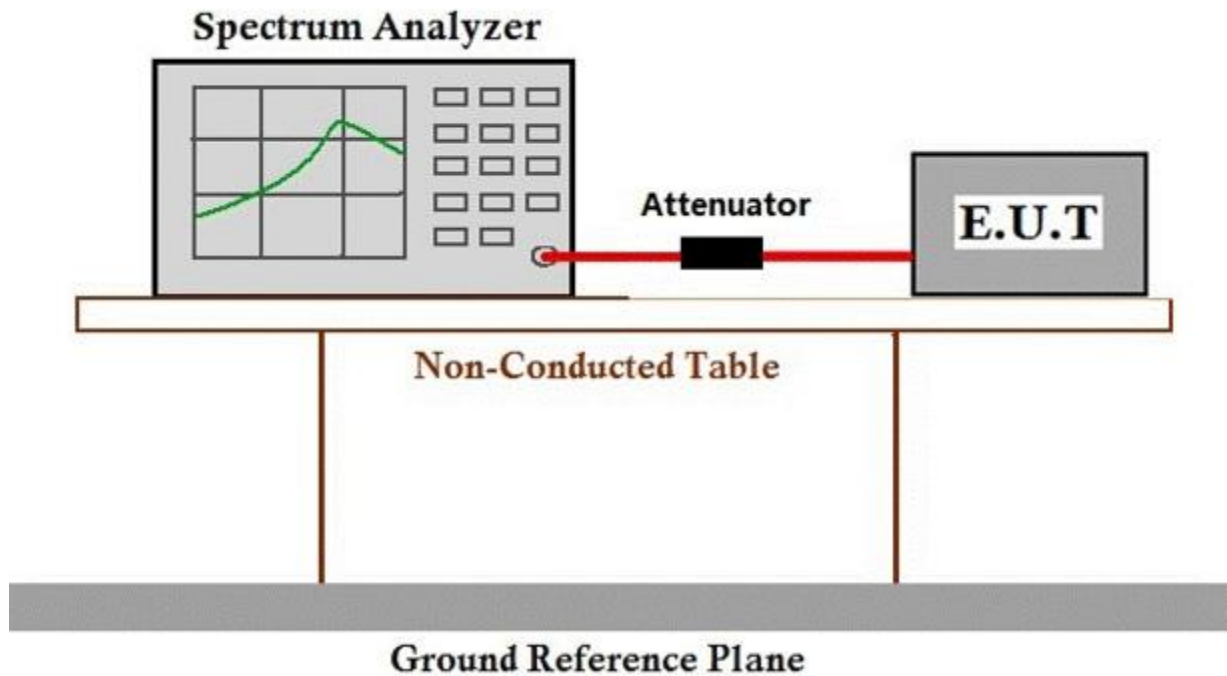 Spectrum Analyzer
Attenuator
E.U.T
Non-Conducted Table
Ground Reference Plane